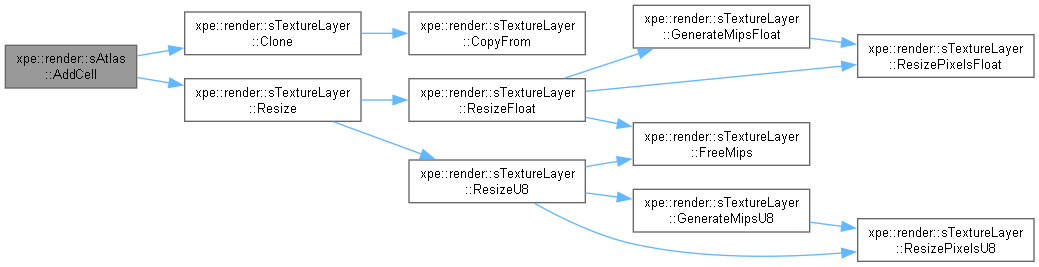 xpe::render::sAtlas
::AddCell
xpe::render::sTextureLayer
::Clone
xpe::render::sTextureLayer
::CopyFrom
xpe::render::sTextureLayer
::Resize
xpe::render::sTextureLayer
::ResizeFloat
xpe::render::sTextureLayer
::GenerateMipsFloat
xpe::render::sTextureLayer
::ResizePixelsFloat
xpe::render::sTextureLayer
::FreeMips
xpe::render::sTextureLayer
::ResizeU8
xpe::render::sTextureLayer
::GenerateMipsU8
xpe::render::sTextureLayer
::ResizePixelsU8